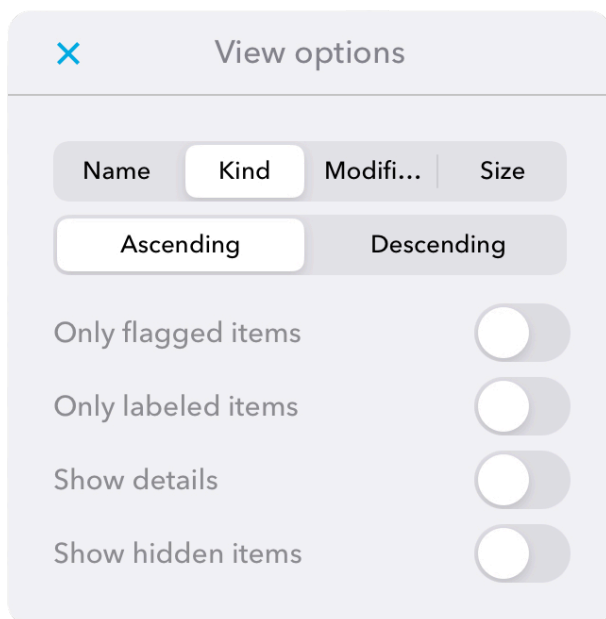 View options
Name Kind Modifi... Size
Ascending Descending
Only flagged items
Only labeled items
Show details
Show hidden items